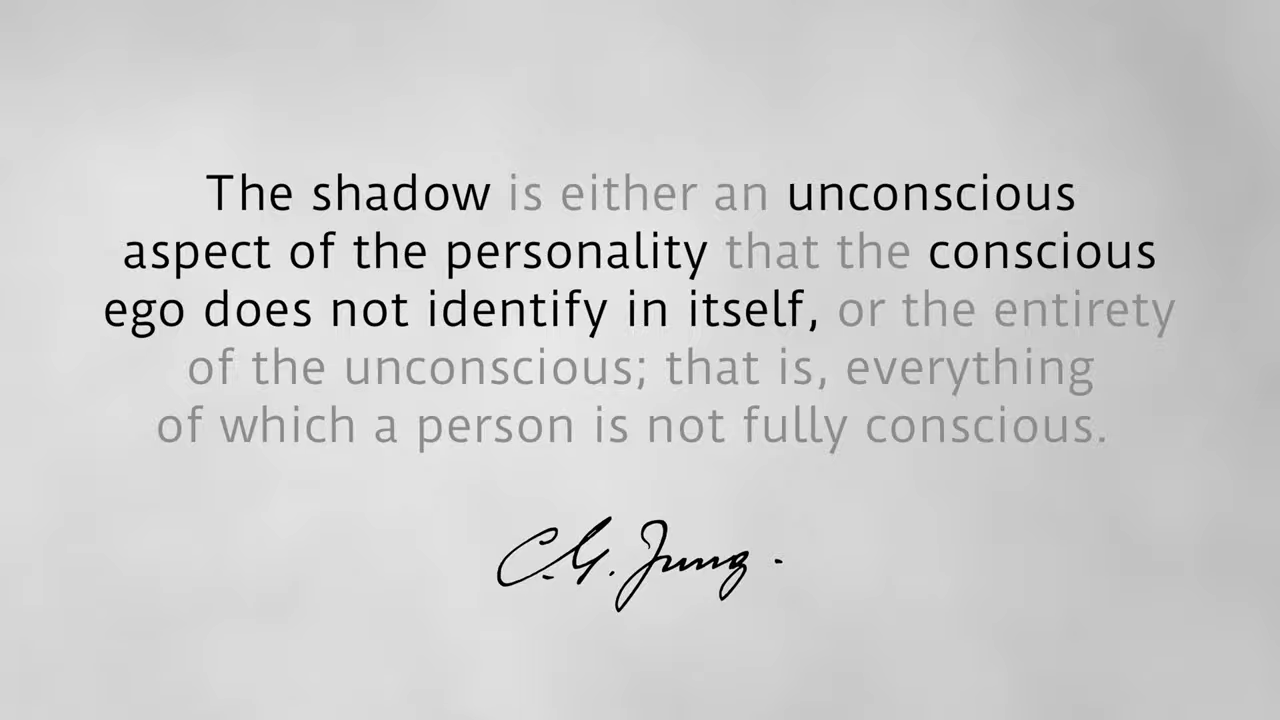 The shadow is either an unconscious
aspect of the personality that the conscious
ego does not identify in itself, or the entirety
of the unconscious; that is, everything
of which a person is not fully conscious.
C.G. Jung.